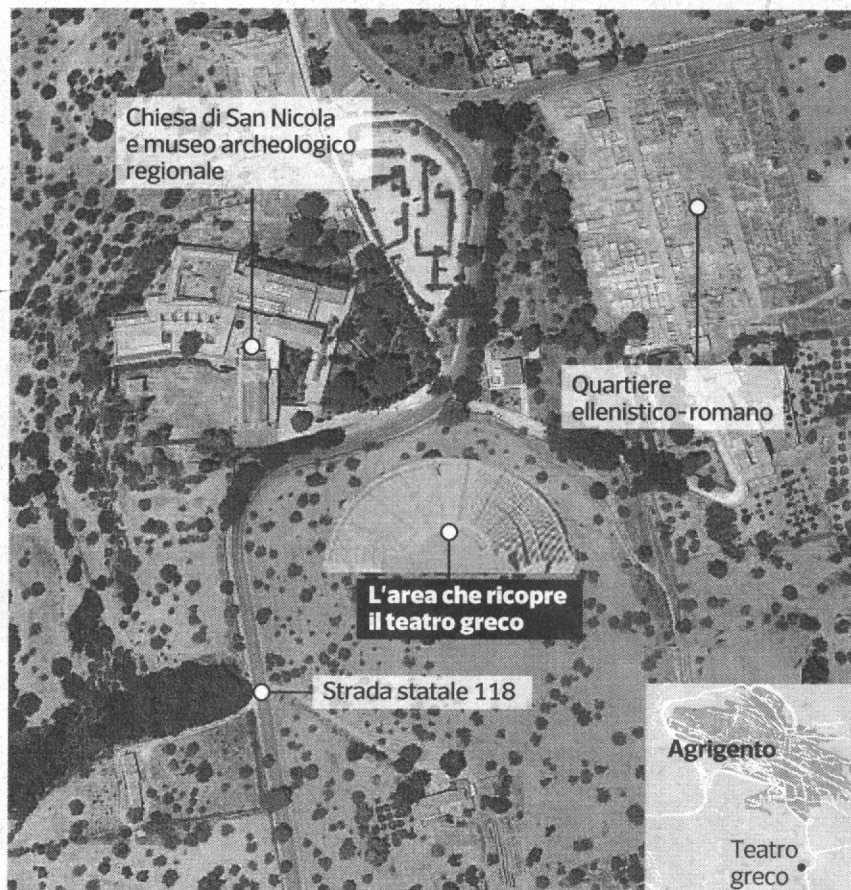 Chiesa di San Nicola
e museo archeologico
regionale
Quartiere
ellenistico-romano
L'area che ricopre
il teatro greco
Strada statale 118
Agrigento
Teatro
greco